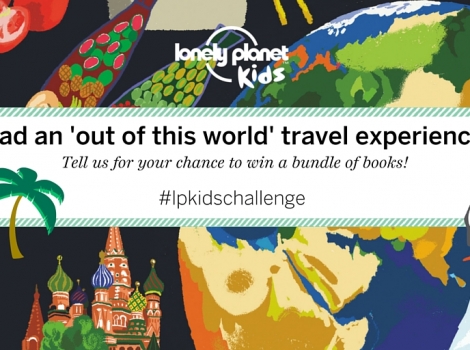 lonely planet
kids
ad an 'out of this world' travel experienc
Tell us for your chance to win a bundle of books!
#lpkidschallenge